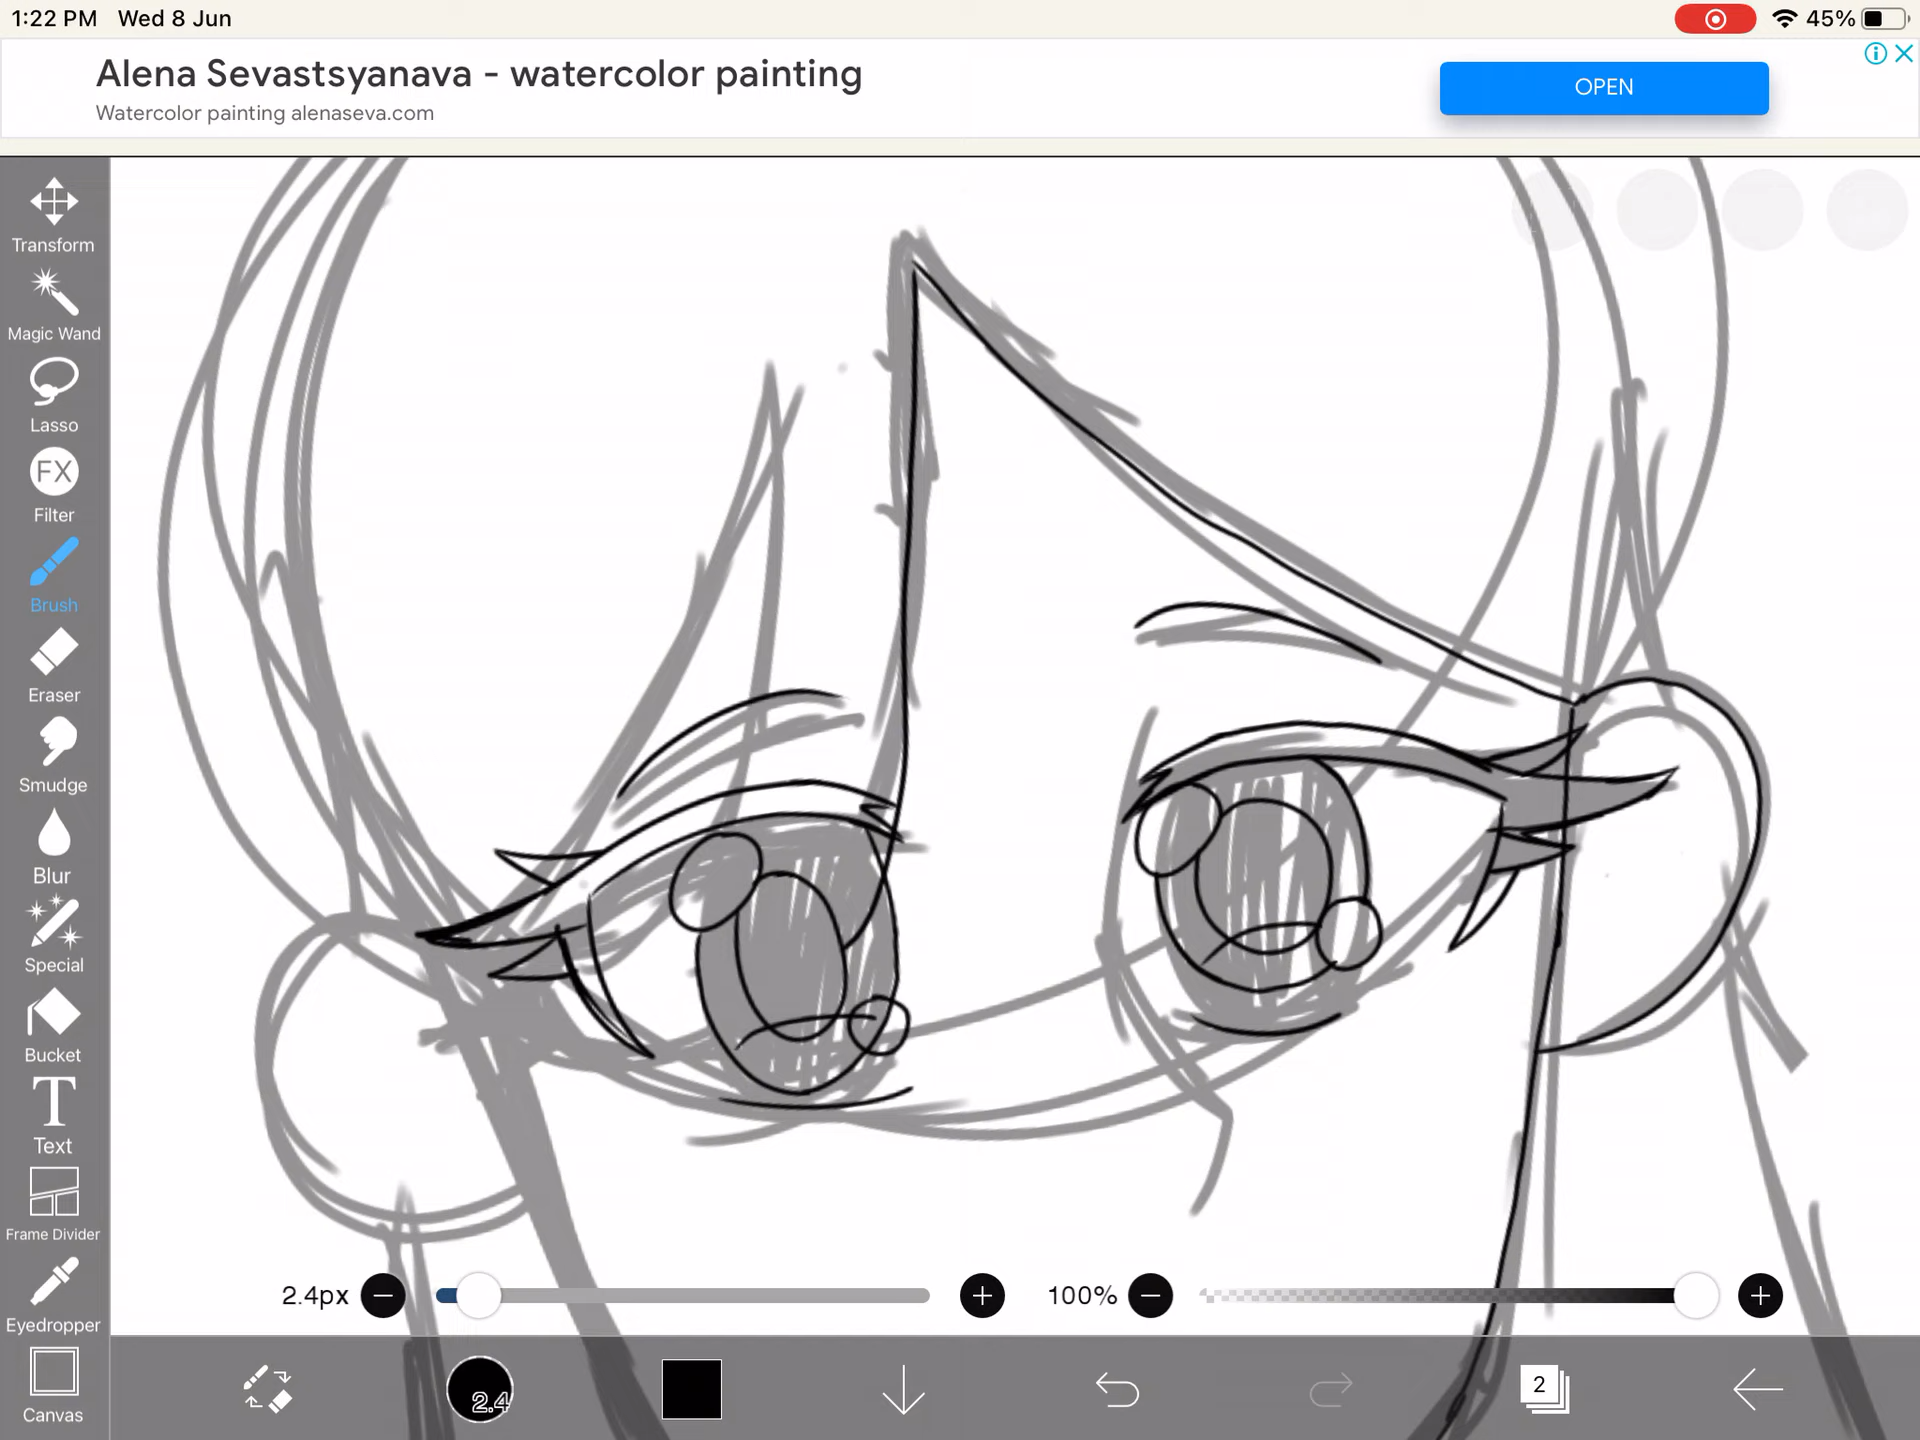 1:22 PM Wed 8 Jun 45%
Alena Sevastsyanava - watercolor painting
Watercolor painting alenaseva.com
OPEN
Transform
Magic Wand
Lasso
FX
Filter
Brush
Eraser
Smudge
Blur
Special
Bucket
T
Text
Frame Divider
Eyedropper
Canvas
2.4px
100%
2.4
2